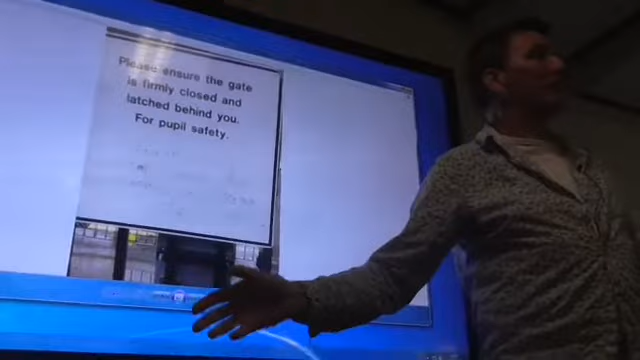 Please ensure the gate
is firmly closed and
latched behind you.
For pupil safety.